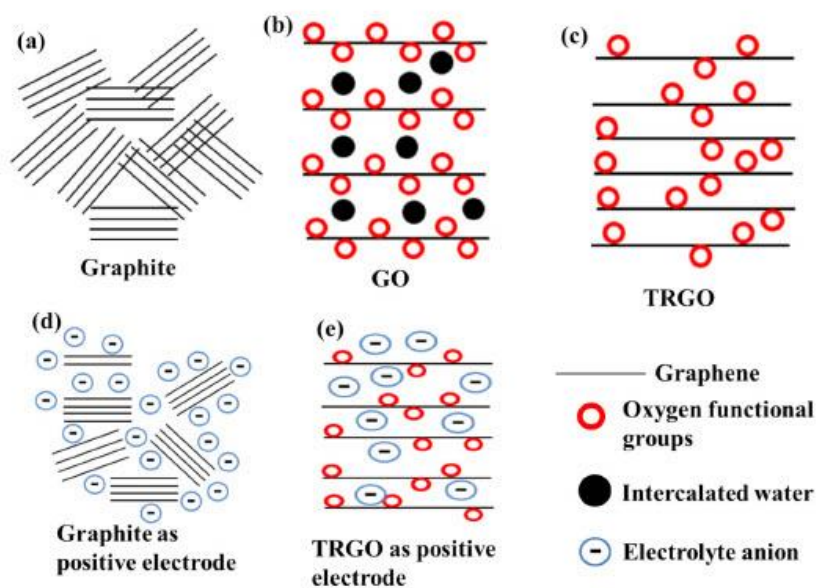 (a)
Graphite
(b)
GO
(c)
TRGO
(d)
Graphite as
positive electrode
(e)
TRGO as positive
electrode
Graphene
Oxygen functional
groups
Intercalated water
Electrolyte anion